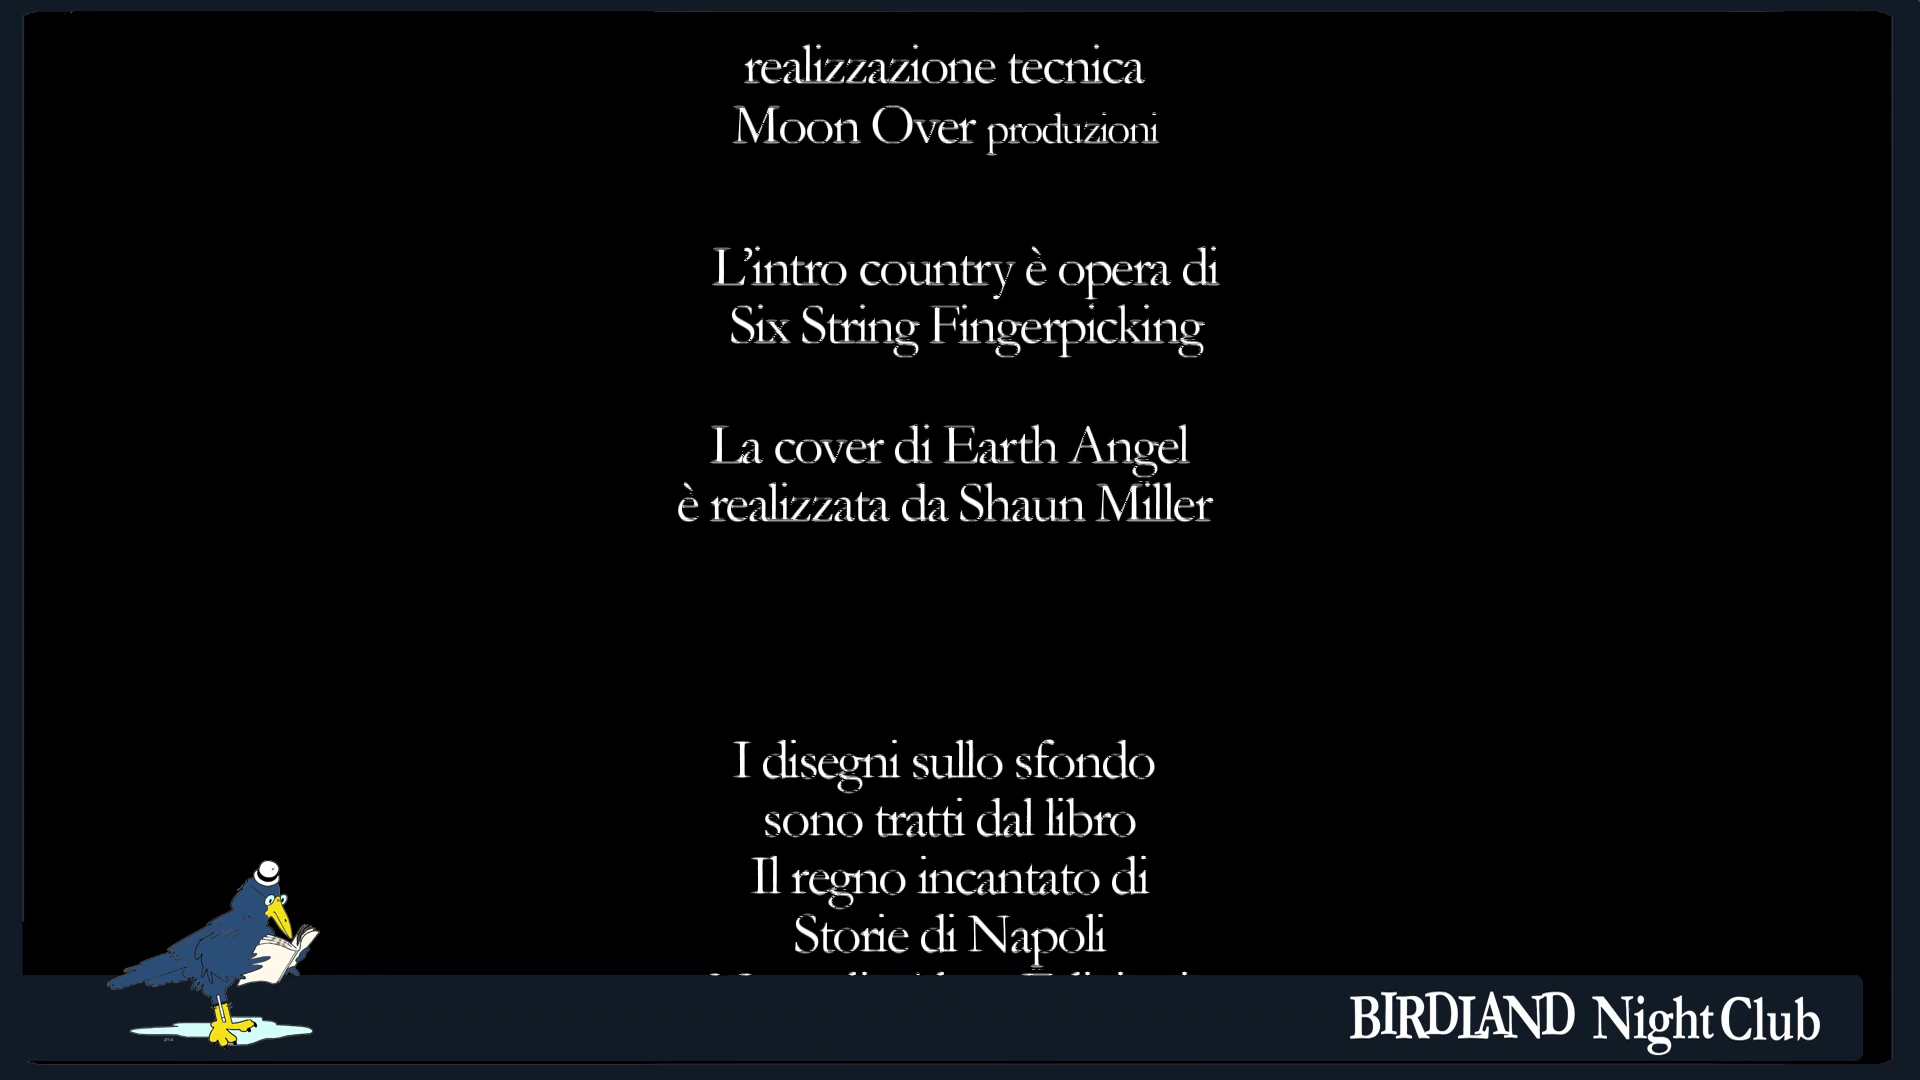 realizzazione tecnica
Moon Over produzioni
L'intro country è opera di
Six String Fingerpicking
La cover di Earth Angel
è realizzata da Shaun Miller
I disegni sullo sfondo
sono tratti dal libro
Il regno incantato di
Storie di Napoli
BIRDLAND Night Club